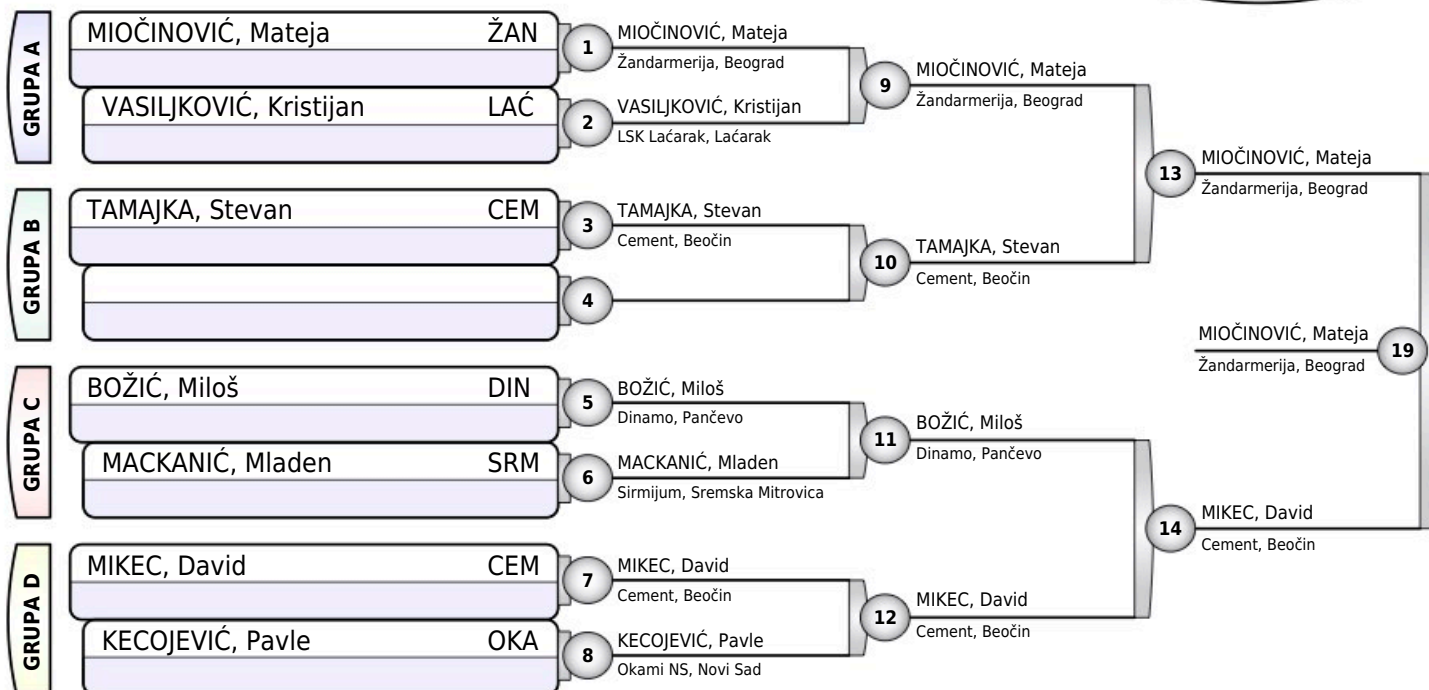 GRUPA A
MIOČINOVIĆ, Mateja ŽAN
VASILJKOVIĆ, Kristijan LAĆ
1
MIOČINOVIĆ, Mateja
Žandarmerija, Beograd
2
VASILJKOVIĆ, Kristijan
LSK Laćarak, Laćarak
9
MIOČINOVIĆ, Mateja
Žandarmerija, Beograd
GRUPA B
TAMAJKA, Stevan CEM
3
TAMAJKA, Stevan
Cement, Beočin
4
10
TAMAJKA, Stevan
Cement, Beočin
13
MIOČINOVIĆ, Mateja
Žandarmerija, Beograd
GRUPA C
BOŽIĆ, Miloš DIN
MACKANIĆ, Mladen SRM
5
BOŽIĆ, Miloš
Dinamo, Pančevo
6
MACKANIĆ, Mladen
Sirmijum, Sremska Mitrovica
11
BOŽIĆ, Miloš
Dinamo, Pančevo
GRUPA D
MIKEC, David CEM
KECOJEVIĆ, Pavle OKA
7
MIKEC, David
Cement, Beočin
8
KECOJEVIĆ, Pavle
Okami NS, Novi Sad
12
MIKEC, David
Cement, Beočin
14
MIKEC, David
Cement, Beočin
MIOČINOVIĆ, Mateja
Žandarmerija, Beograd
19